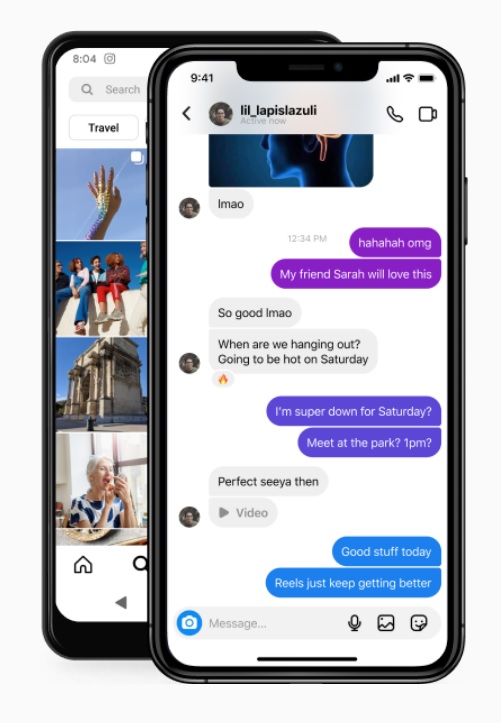 8:04
Search
Travel
9:41
lil_lapislazuli
Active now
lmao
12:34 PM
hahahah omg
My friend Sarah will love this
So good lmao
When are we hanging out?
Going to be hot on Saturday
🔥
I'm super down for Saturday?
Meet at the park? 1pm?
Perfect seeya then
Video
Good stuff today
Reels just keep getting better
Message...